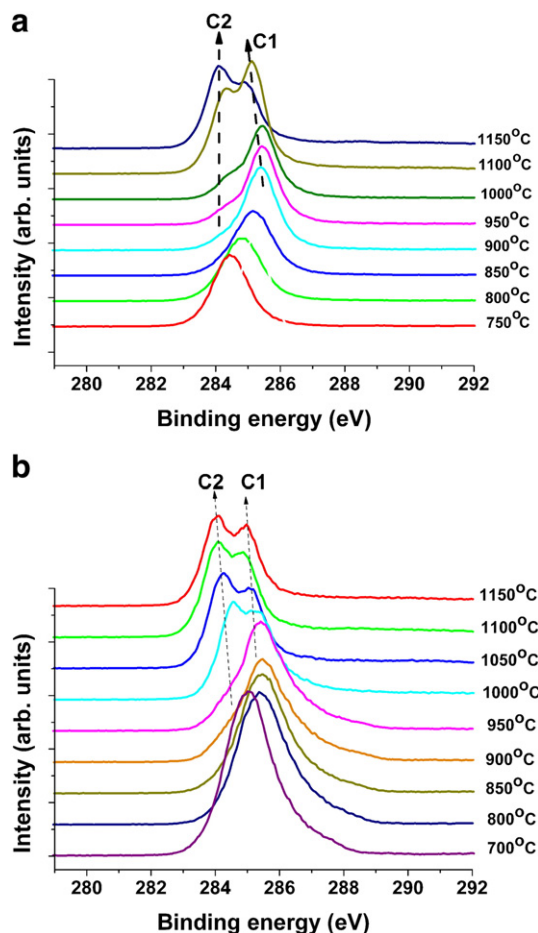 a
C2 C1
Intensity (arb. units)
1150°C
1100°C
1000°C
950°C
900°C
850°C
800°C
750°C
280 282 284 286 288 290 292
Binding energy (eV)
b
C2 C1
Intensity (arb. units)
1150°C
1100°C
1050°C
1000°C
950°C
900°C
850°C
800°C
700°C
280 282 284 286 288 290 292
Binding energy (eV)